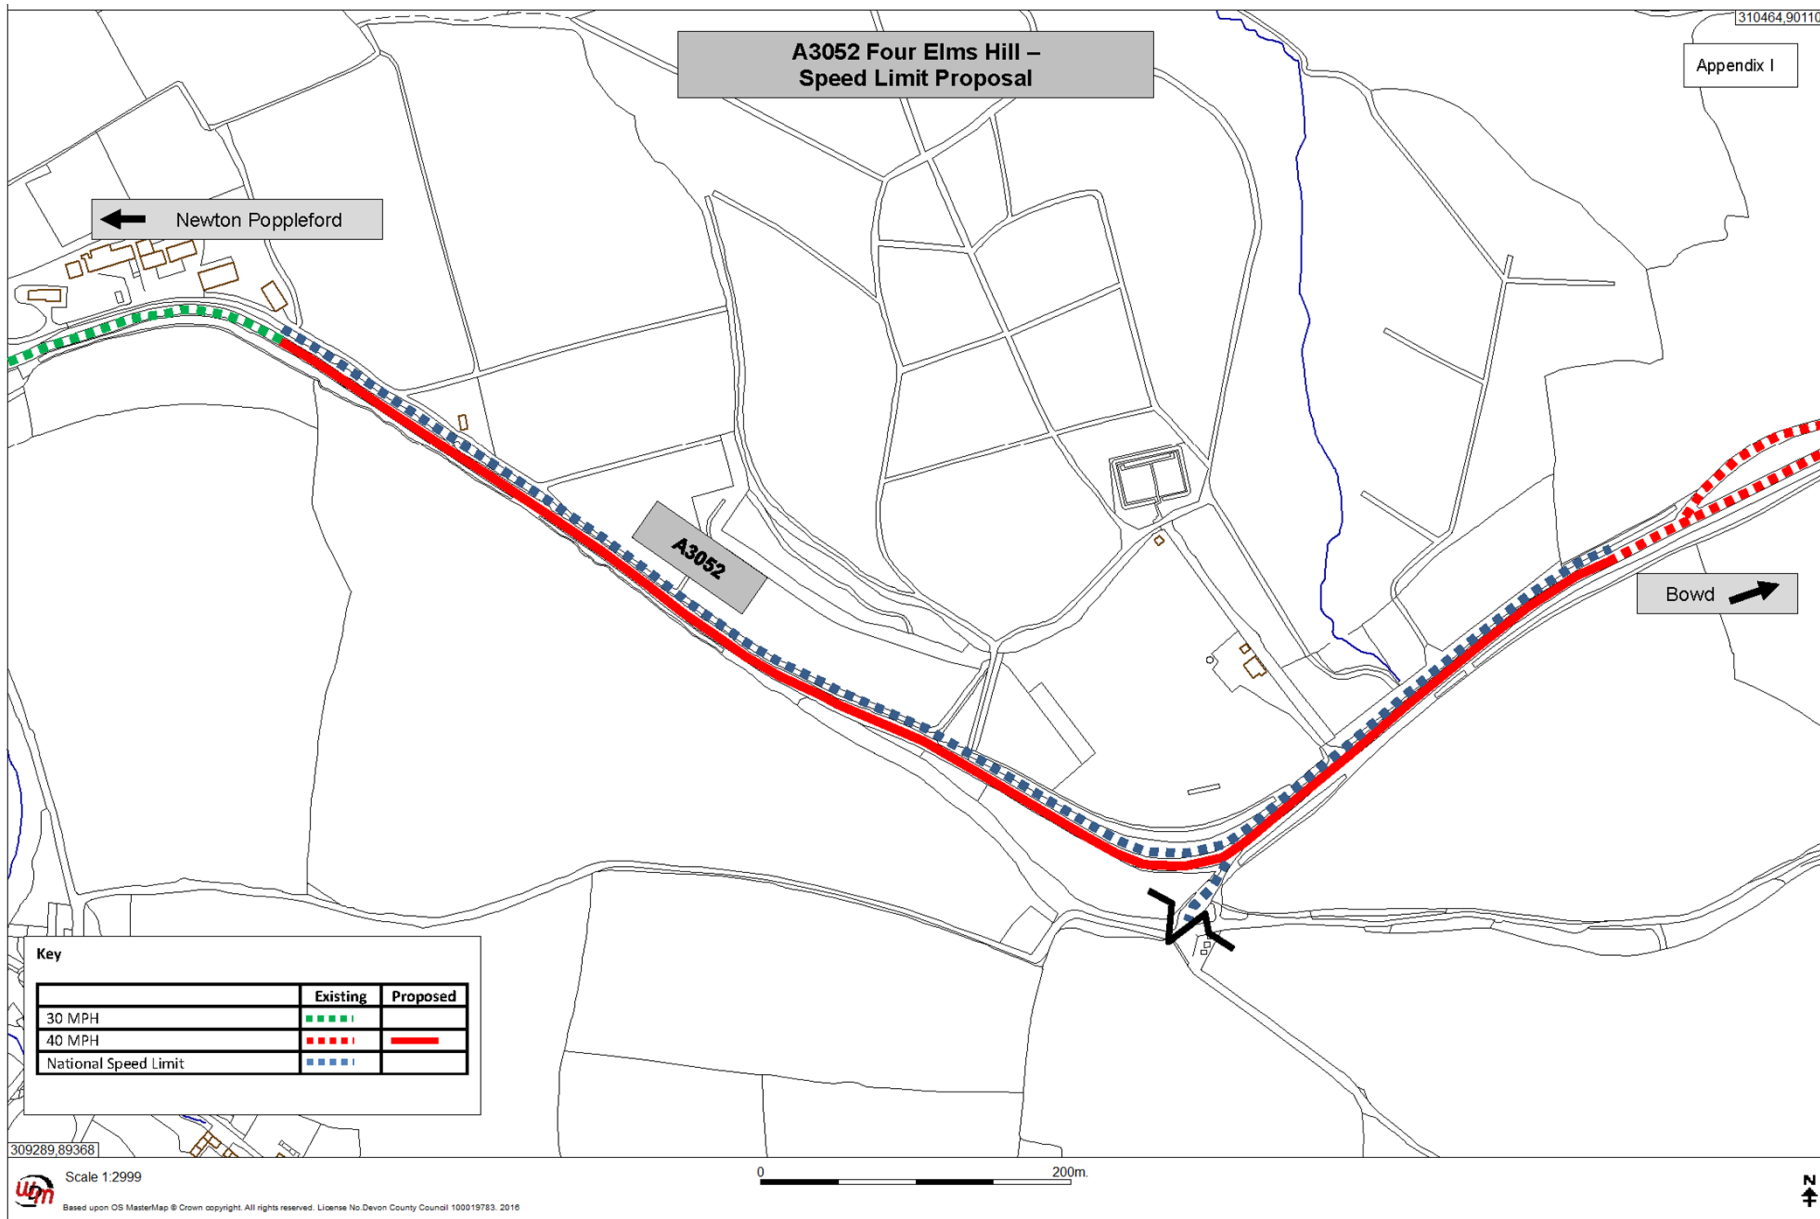 310464,90110
A3052 Four Elms Hill –
Speed Limit Proposal
Appendix I
Newton Poppleford
A3052
Bowd
Key
Existing Proposed
30 MPH
40 MPH
National Speed Limit
309289,89368
Scale 1:2999
0 200m.
WDM
Based upon OS MasterMap © Crown copyright. All rights reserved. License No.Devon County Council 100019783. 2016
N